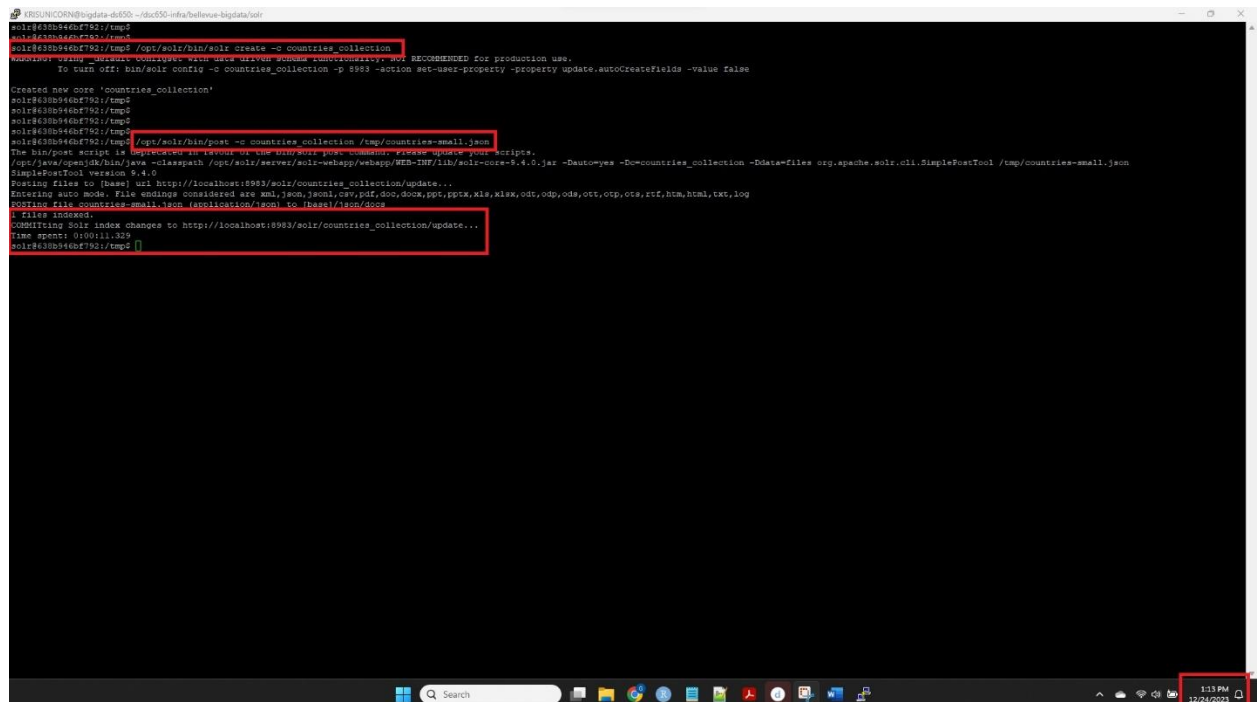 KRISUNICORN@bigdata-dsc650: ~/dsc650-infra/bellevue-bigdata/solr
solr@638b946bf792:/tmp$
solr@638b946bf792:/tmp$
solr@638b946bf792:/tmp$ /opt/solr/bin/solr create -c countries_collection
WARNING: Using _default configset with data driven schema functionality. NOT RECOMMENDED for production use.
To turn off: bin/solr config -c countries_collection -p 8983 -action set-user-property -property update.autoCreateFields -value false
Created new core 'countries_collection'
solr@638b946bf792:/tmp$
solr@638b946bf792:/tmp$
solr@638b946bf792:/tmp$
solr@638b946bf792:/tmp$ /opt/solr/bin/post -c countries_collection /tmp/countries-small.json
The bin/post script is deprecated in favour of the bin/solr post command. Please update your scripts.
/opt/java/openjdk/bin/java -classpath /opt/solr/server/solr-webapp/webapp/WEB-INF/lib/solr-core-9.4.0.jar -Dauto=yes -Dc=countries_collection -Ddata=files org.apache.solr.cli.SimplePostTool /tmp/countries-small.json
SimplePostTool version 9.4.0
Posting files to [base] url http://localhost:8983/solr/countries_collection/update...
Entering auto mode. File endings considered are xml,json,jsonl,csv,pdf,doc,docx,ppt,pptx,xls,xlsx,odt,odp,ods,ott,otp,ots,rtf,htm,html,txt,log
POSTing file countries-small.json (application/json) to [base]/json/docs
1 files indexed.
COMMITting Solr index changes to http://localhost:8983/solr/countries_collection/update...
Time spent: 0:00:11.329
solr@638b946bf792:/tmp$
Search
1:13 PM
12/24/2023